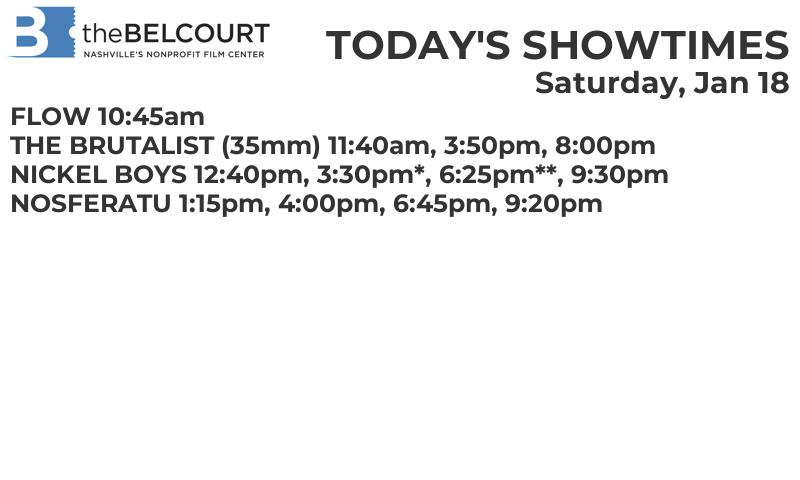 B theBELCOURT
NASHVILLE'S NONPROFIT FILM CENTER
TODAY'S SHOWTIMES
Saturday, Jan 18
FLOW 10:45am
THE BRUTALIST (35mm) 11:40am, 3:50pm, 8:00pm
NICKEL BOYS 12:40pm, 3:30pm*, 6:25pm**, 9:30pm
NOSFERATU 1:15pm, 4:00pm, 6:45pm, 9:20pm